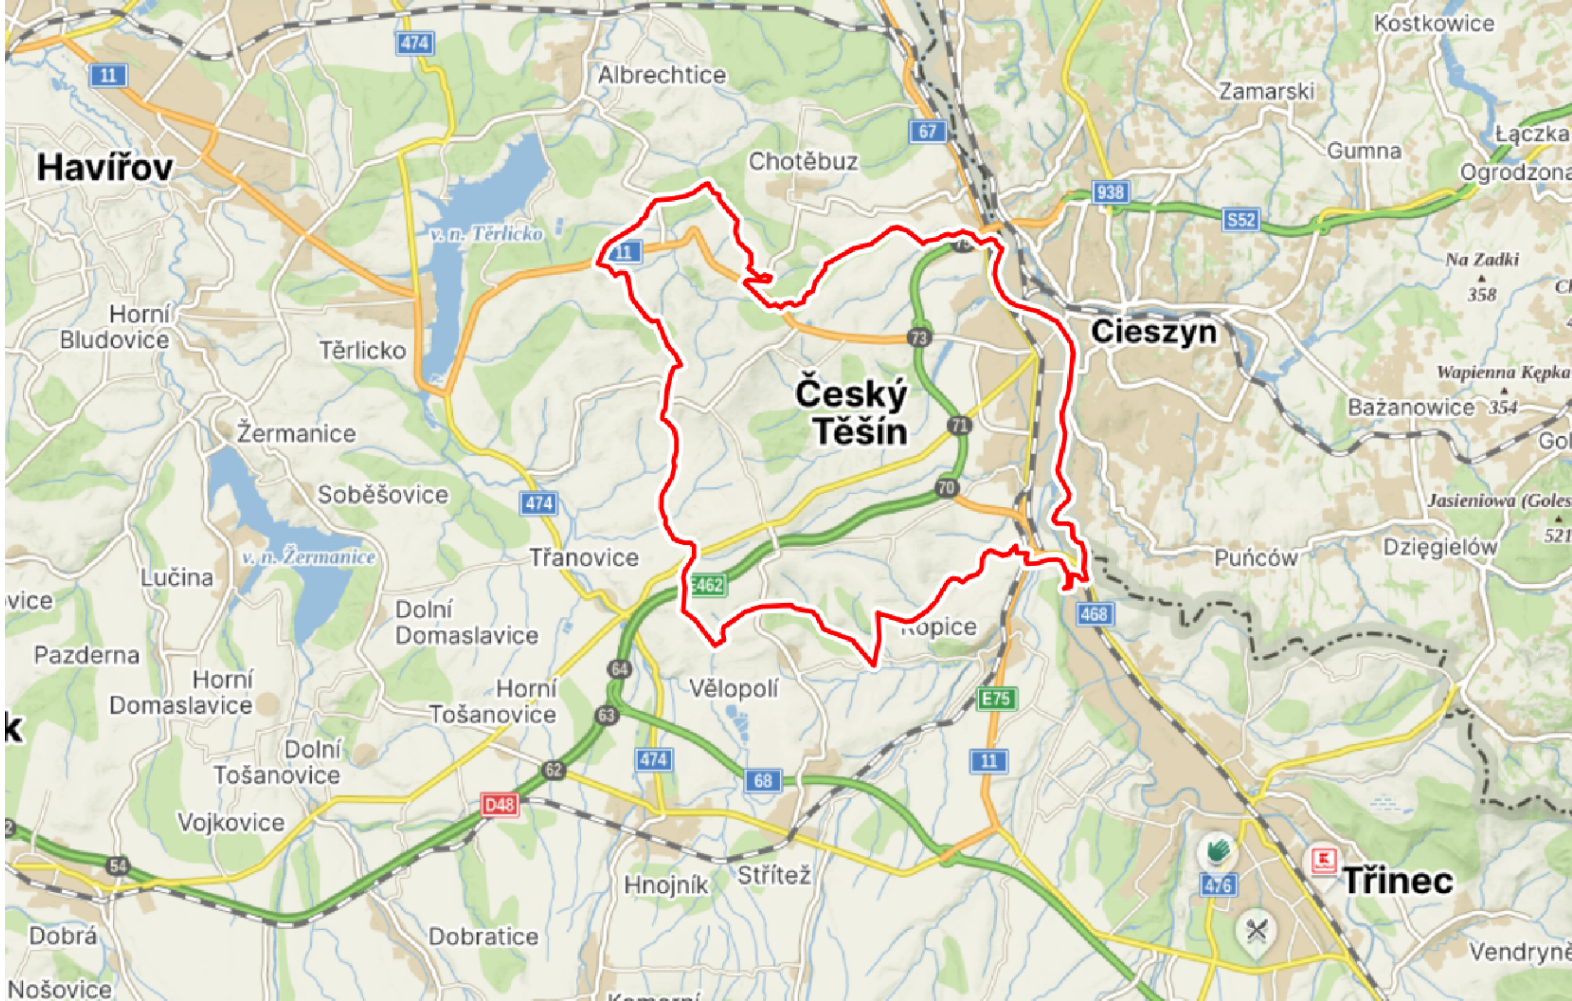 Kostkowice
474
11
Albrechtice
Zamarski
67
Łączka
Havířov
Chotěbuz
Gumna
Ogrodzona
938
S52
v. n. Těrlicko
11
Na Zadki
358
Horní
Bludovice
Cieszyn
73
Těrlicko
Wapienna Kępka
354
Český
Těšín
Bażanowice
71
Žermanice
70
Soběšovice
474
Jasieniowa (Goles
521
v. n. Žermanice
Třanovice
Puńców
Dzięgielów
Lučina
E462
Dolní
Domaslavice
468
Kopice
Pazderna
64
Horní
Domaslavice
Horní
Tošanovice
Vělopolí
E75
63
k
Dolní
Tošanovice
474
68
11
62
D48
Vojkovice
54
K
Třinec
Hnojník
Střítež
476
Dobrá
Dobratice
Vendryně
Nošovice